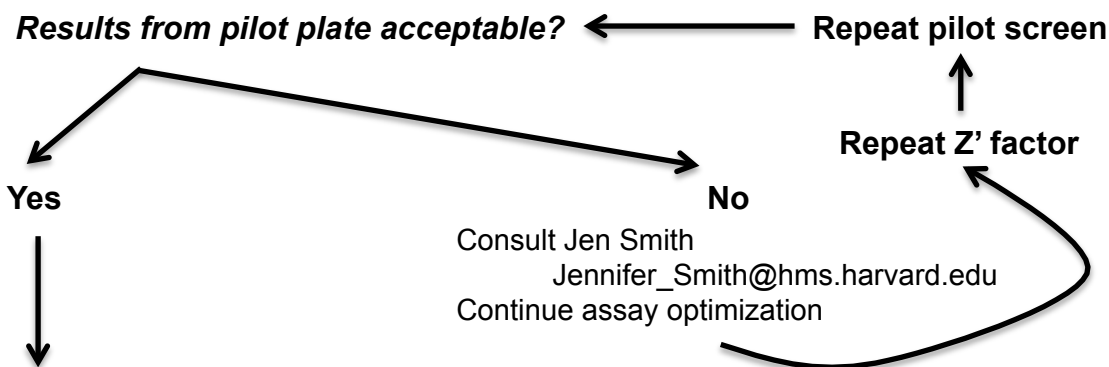 Results from pilot plate acceptable?
Repeat pilot screen
Repeat Z’ factor
Yes
No
Consult Jen Smith
Jennifer_Smith@hms.harvard.edu
Continue assay optimization